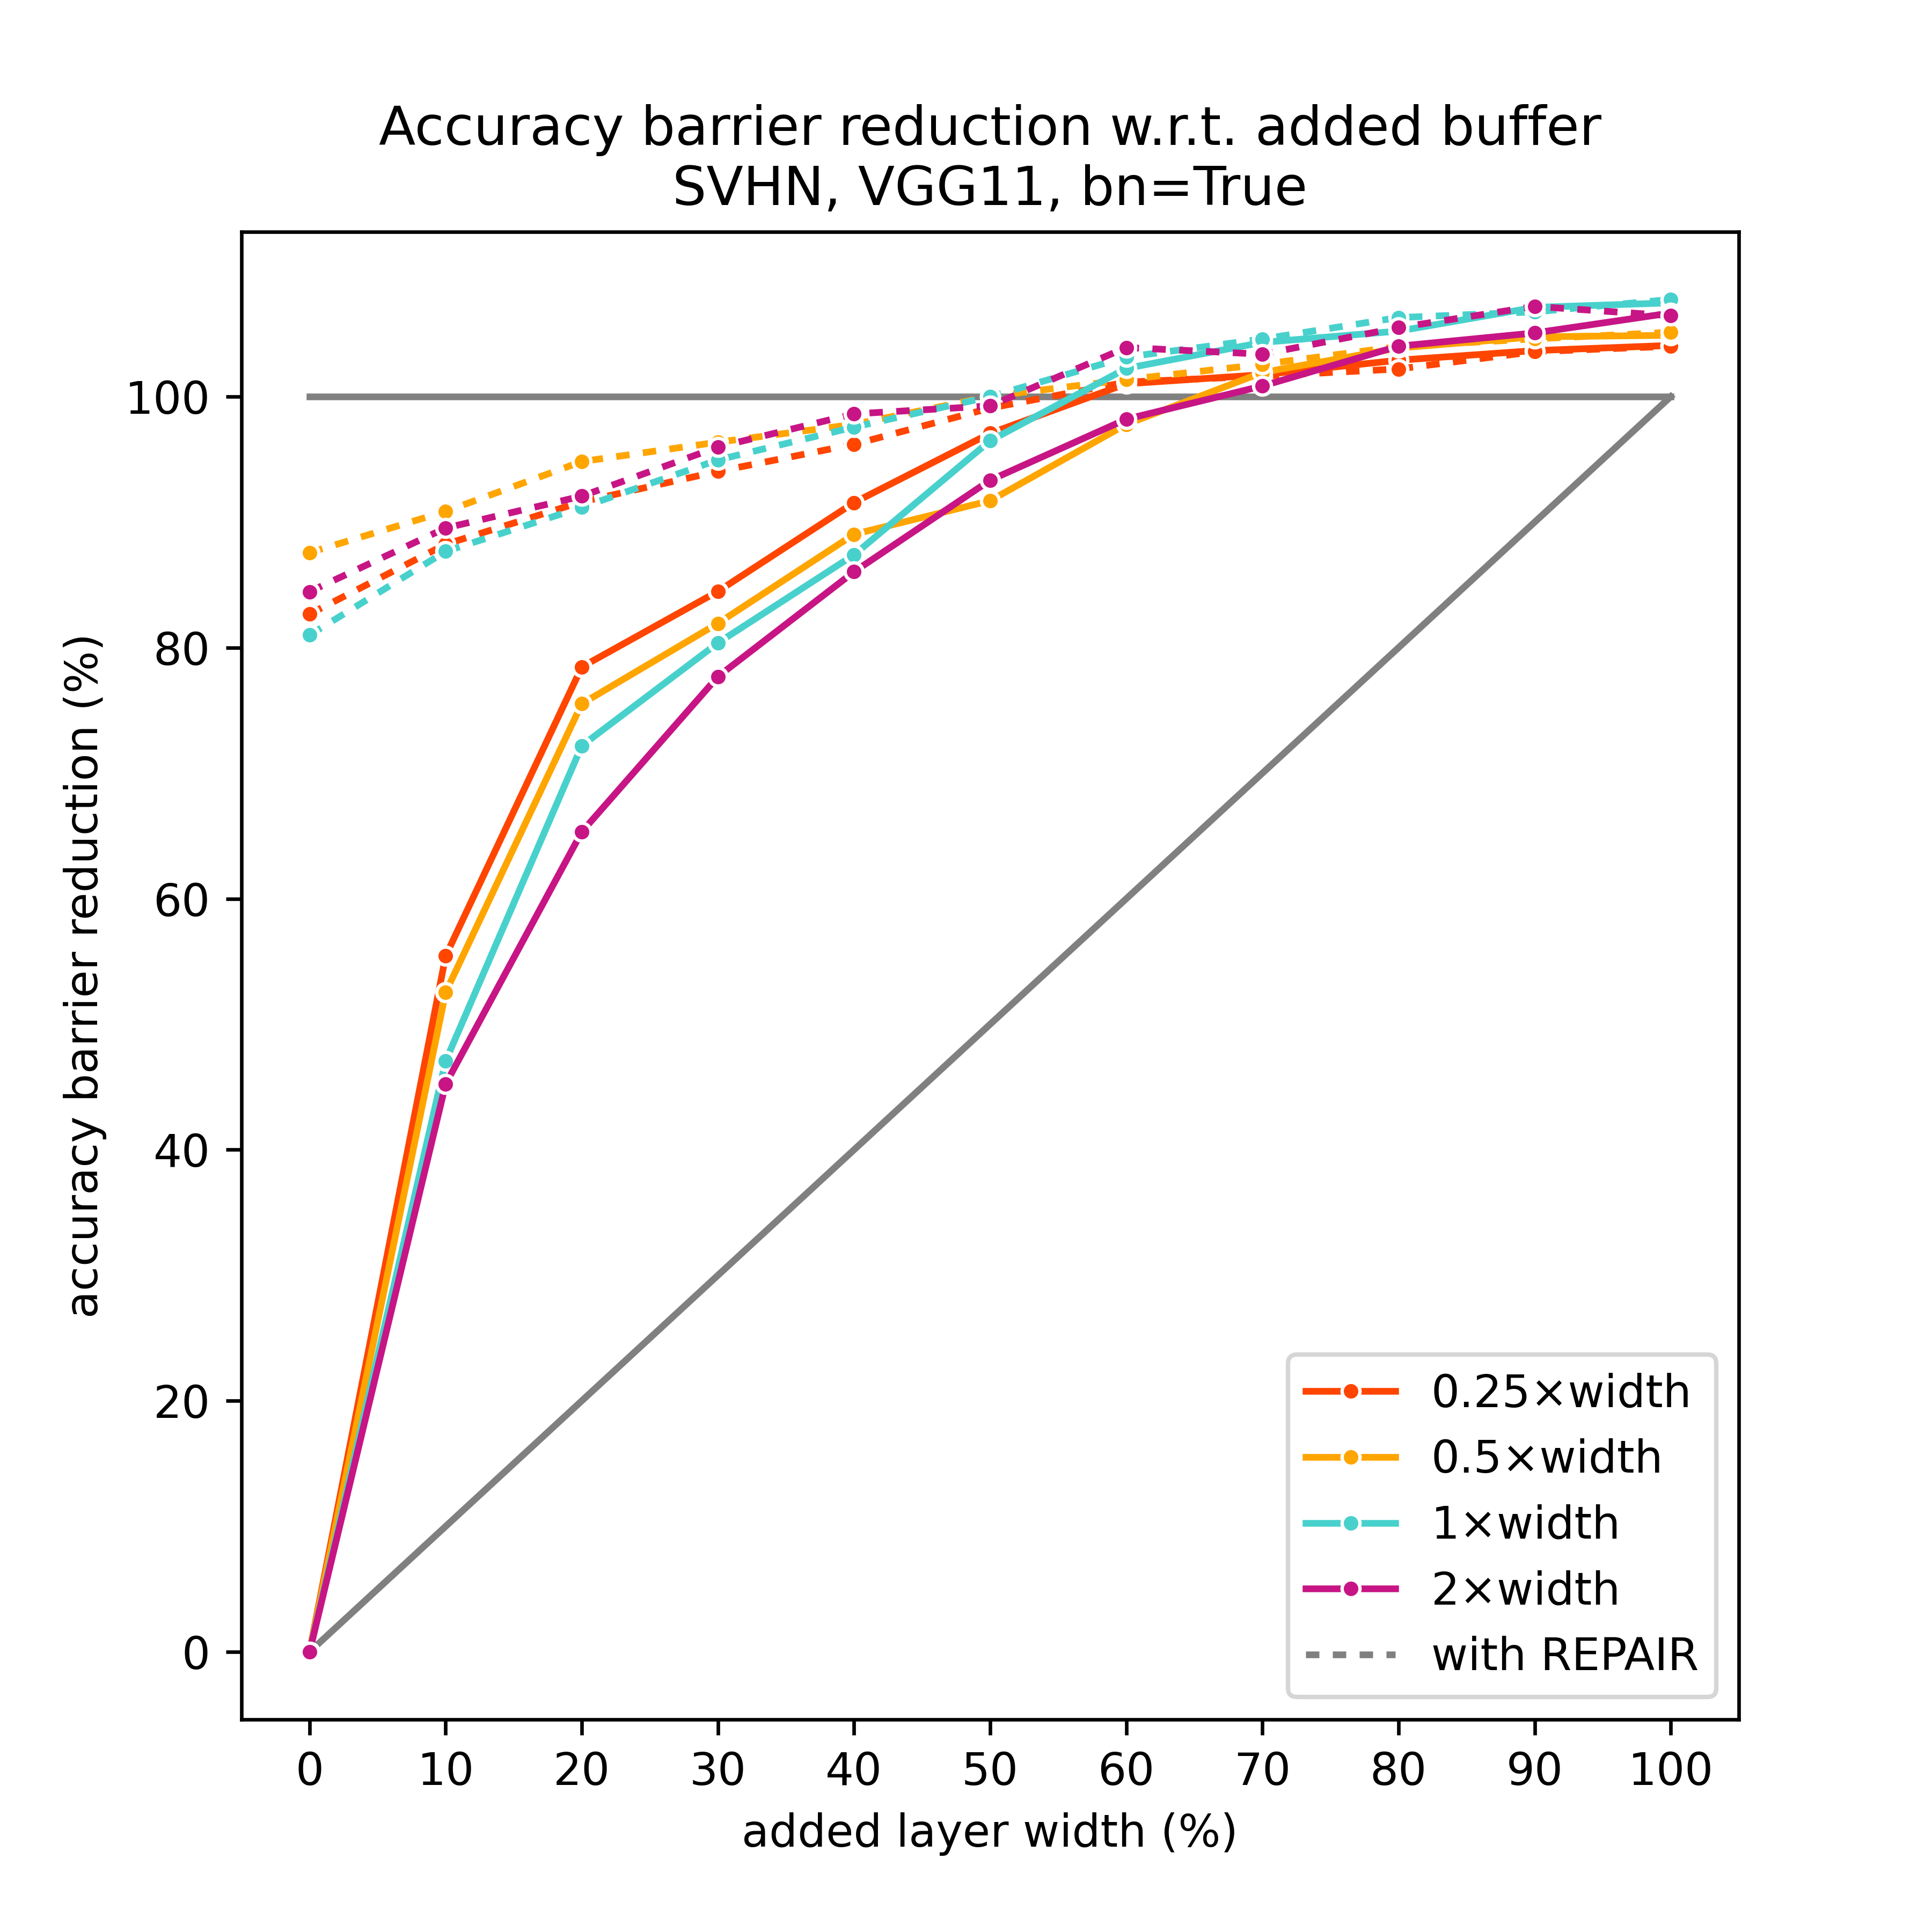 Accuracy barrier reduction w.r.t. added buffer
SVHN, VGG11, bn=True
accuracy barrier reduction (%)
100
80
60
40
20
0
0 10 20 30 40 50 60 70 80 90 100
added layer width (%)
0.25×width
0.5×width
1×width
2×width
with REPAIR